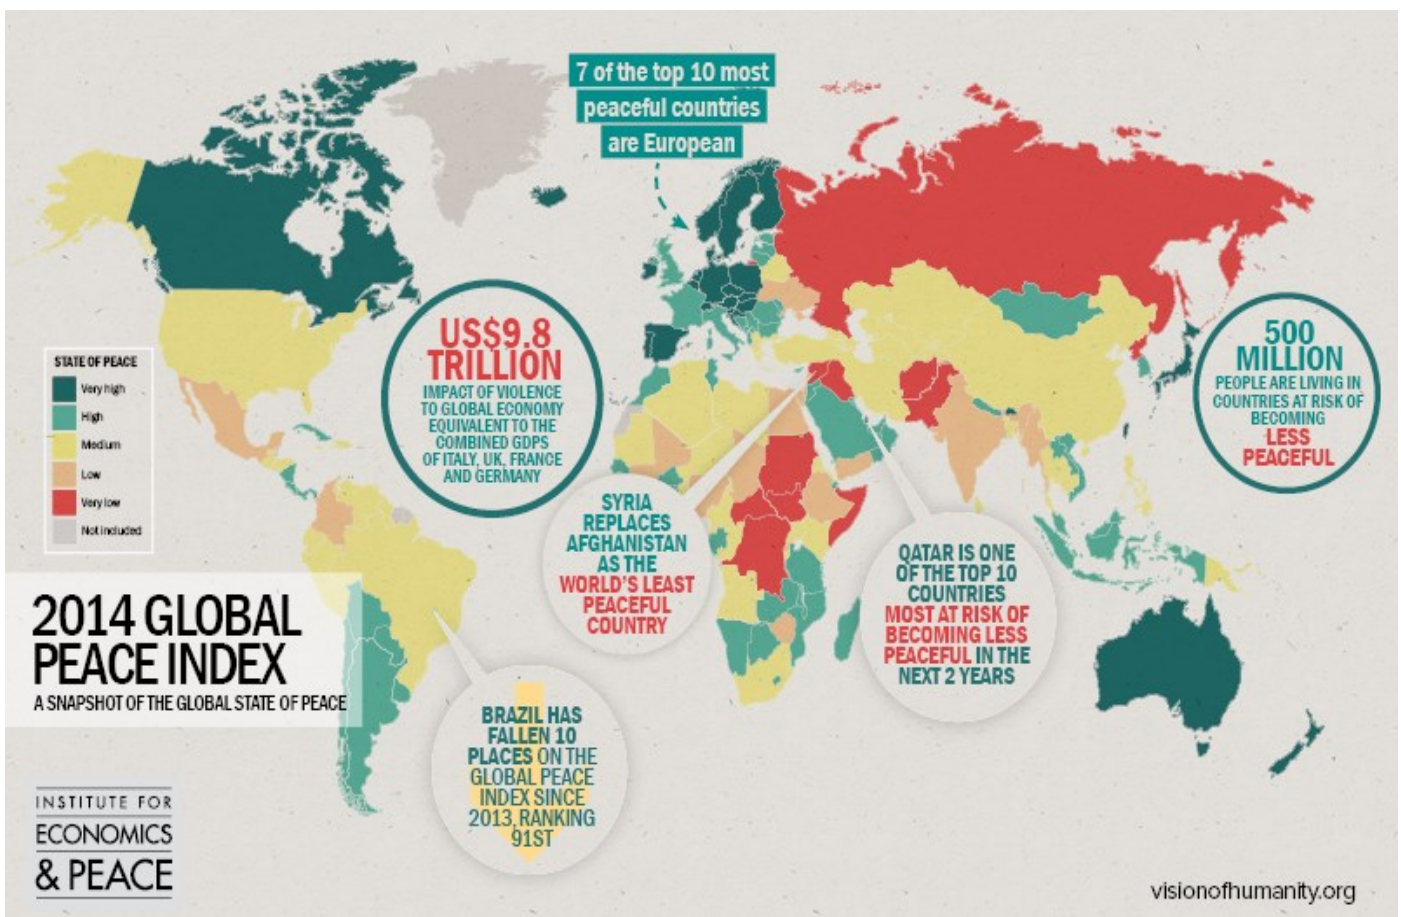 7 of the top 10 most
peaceful countries
are European
US$9.8
TRILLION
IMPACT OF VIOLENCE
TO GLOBAL ECONOMY
EQUIVALENT TO THE
COMBINED GDPS
OF ITALY, UK, FRANCE
AND GERMANY
500
MILLION
PEOPLE ARE LIVING IN
COUNTRIES AT RISK OF
BECOMING
LESS
PEACEFUL
STATE OF PEACE
Very high
High
Medium
Low
Very low
Not included
SYRIA
REPLACES
AFGHANISTAN
AS THE
WORLD'S LEAST
PEACEFUL
COUNTRY
QATAR IS ONE
OF THE TOP 10
COUNTRIES
MOST AT RISK OF
BECOMING LESS
PEACEFUL IN THE
NEXT 2 YEARS
2014 GLOBAL
PEACE INDEX
A SNAPSHOT OF THE GLOBAL STATE OF PEACE
BRAZIL HAS
FALLEN 10
PLACES ON THE
GLOBAL PEACE
INDEX SINCE
2013, RANKING
91ST
INSTITUTE FOR
ECONOMICS
& PEACE
visionofhumanity.org